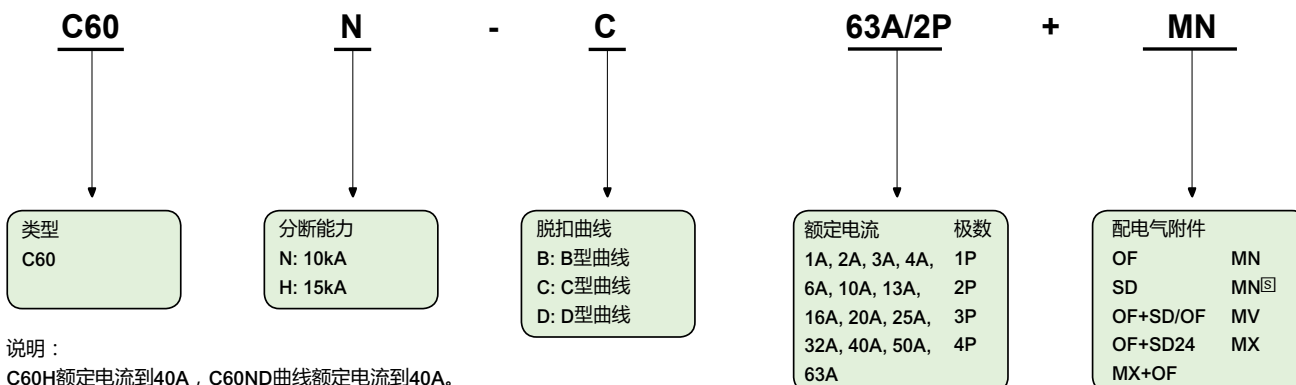 C60 N - C 63A/2P + MN
类型
C60
分断能力
N: 10kA
H: 15kA
脱扣曲线
B: B型曲线
C: C型曲线
D: D型曲线
额定电流 极数
1A, 2A, 3A, 4A, 1P
6A, 10A, 13A, 2P
16A, 20A, 25A, 3P
32A, 40A, 50A, 4P
63A
配电气附件
OF MN
SD MN🅂
OF+SD/OF MV
OF+SD24 MX
MX+OF
说明：
C60H额定电流到40A，C60ND曲线额定电流到40A。